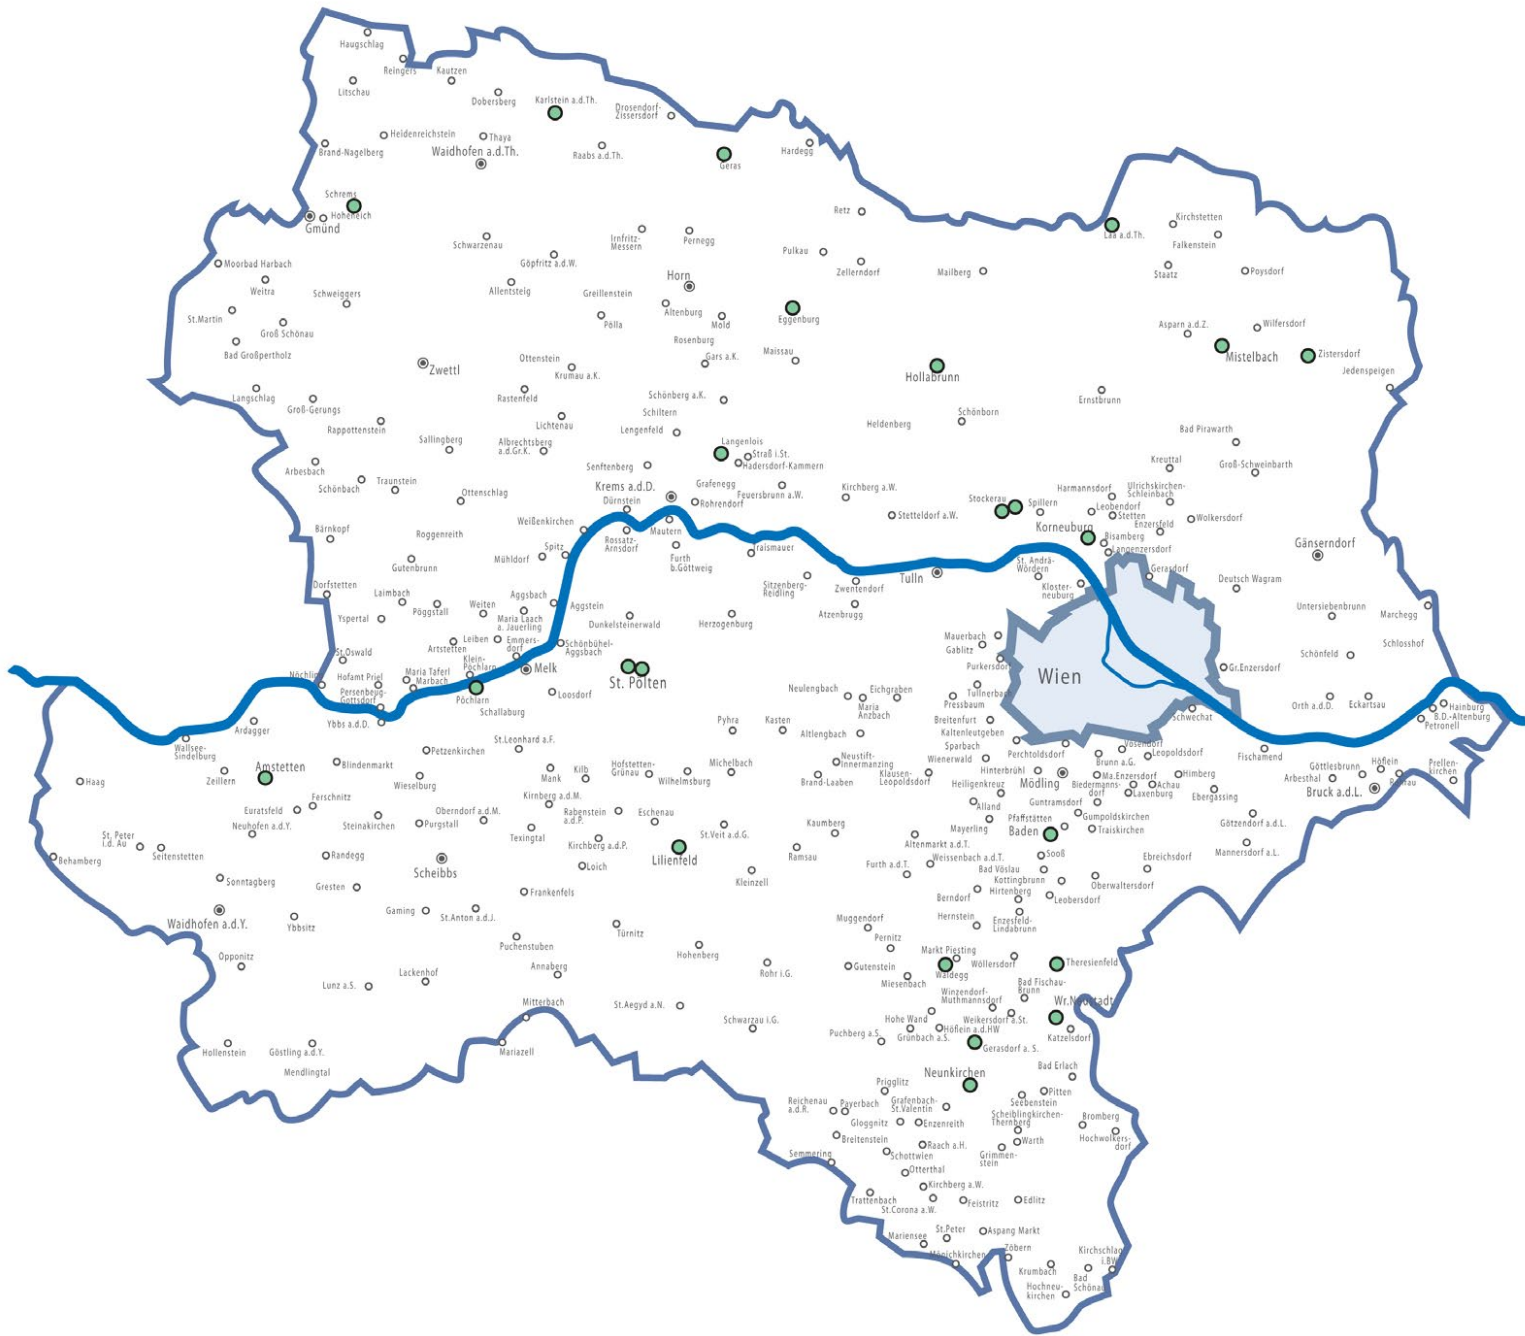 Haugschlag
Reingers
Kautzen
Litschau
Dobersberg
Karlstein a.d.Th.
Drosendorf-
Zissersdorf
Heidenreichstein
Thaya
Brand-Nagelberg
Waidhofen a.d.Th.
Raabs a.d.Th.
Geras
Hardegg
Schrems
Hoheneich
Gmünd
Retz
Kirchstetten
Laa a.d.Th.
Falkenstein
Schwarzenau
Irnfritz-
Messern
Pernegg
Pulkau
Göpfritz a.d.W.
Moorbad Harbach
Zellerndorf
Mailberg
Staatz
Poysdorf
Weitra
Horn
Allentsteig
Schweiggers
Greillenstein
Altenburg
St.Martin
Groß Schönau
Pölla
Mold
Eggenburg
Asparn a.d.Z.
Wilfersdorf
Bad Großpertholz
Rosenburg
Ottenstein
Gars a.K.
Maissau
Mistelbach
Zistersdorf
Zwettl
Krumau a.K.
Hollabrunn
Jedenspeigen
Langschlag
Rastenfeld
Schönberg a.K.
Ernstbrunn
Groß-Gerungs
Schiltern
Schönborn
Rappottenstein
Lichtenau
Lengenfeld
Heldenberg
Bad Pirawarth
Sallingberg
Albrechtsberg
a.d.Gr.K.
Langenlois
Straß i.St.
Hadersdorf-Kammern
Arbesbach
Senftenberg
Kreuttal
Groß-Schweinbarth
Schönbach
Traunstein
Krems a.d.D.
Grafenegg
Feuersbrunn a.W.
Kirchberg a.W.
Harmannsdorf
Ulrichskirchen-
Schleinbach
Ottenschlag
Dürnstein
Rohrendorf
Stockerau
Spillern
Leobendorf
Stetteldorf a.W.
Stetten
Wolkersdorf
Bärnkopf
Weißenkirchen
Mautern
Korneuburg
Enzersfeld
Roggenreith
Rossatz-
Arnsdorf
Bisamberg
Langenzersdorf
Gänserndorf
Mühldorf
Spitz
Furth
b.Göttweig
Traismauer
Gutenbrunn
St. Andrä-
Wördern
Gerasdorf
Tulln
Dorfstetten
Sitzenberg-
Reidling
Zwentendorf
Kloster-
neuburg
Deutsch Wagram
Laimbach
Aggsbach
Aggstein
Pöggstall
Weiten
Atzenbrugg
Untersiebenbrunn
Marchegg
Yspertal
Maria Laach
a. Jauerling
Dunkelsteinerwald
Herzogenburg
Artstetten
Leiben
Emmers-
dorf
Schönbühel-
Aggsbach
Mauerbach
Gablitz
Schlosshof
St.Oswald
Klein-
Pöchlarn
Melk
Purkersdorf
Schönfeld
Gr.Enzersdorf
Nöchling
Hofamt Priel
Maria Taferl
Marbach
St. Pölten
Wien
Persenbeug-
Gottsdorf
Pöchlarn
Loosdorf
Neulengbach
Eichgraben
Tullnerbach
Pressbaum
Maria
Anzbach
Orth a.d.D.
Eckartsau
Hainburg
B.D.-Altenburg
Petronell
Schallaburg
Ybbs a.d.D.
Ardagger
Pyhra
Kasten
Altlengbach
Breitenfurt
Kaltenleutgeben
Schwechat
Wallsee-
Sindelburg
Petzenkirchen
St.Leonhard a.F.
Sparbach
Perchtoldsdorf
Vösendorf
Leopoldsdorf
Fischamend
Amstetten
Zeillern
Blindenmarkt
Mank
Kilb
Hofstetten-
Grünau
Michelbach
Wilhelmsburg
Neustift-
Innermanzing
Wienerwald
Brunn a.G.
Göttlesbrunn
Höflein
Prellen-
kirchen
Haag
Wieselburg
Brand-Laaben
Klausen-
Leopoldsdorf
Hinterbrühl
Mödling
Ma.Enzersdorf
Himberg
Arbesthal
Heiligenkreuz
Biedermanns-
dorf
Achau
Laxenburg
Ebergassing
Bruck a.d.L.
Ferschnitz
Euratsfeld
Kirnberg a.d.M.
Alland
Guntramsdorf
Oberndorf a.d.M.
Rabenstein
a.d.P.
Eschenau
Pfaffstätten
Gumpoldskirchen
Neuhofen a.d.Y.
Steinakirchen
Purgstall
Texingtal
St.Veit a.d.G.
Kaumberg
Mayerling
Baden
Traiskirchen
Götzendorf a.d.L.
St. Peter
i.d. Au
Seitenstetten
Kirchberg a.d.P.
Altenmarkt a.d.T.
Mannersdorf a.L.
Behamberg
Randegg
Scheibbs
Loich
Lilienfeld
Ramsau
Weissenbach a.d.T.
Sooß
Ebreichsdorf
Furth a.d.T.
Bad Vöslau
Sonntagberg
Gresten
Frankenfels
Kleinzell
Kottingbrunn
Oberwaltersdorf
Berndorf
Hirtenberg
Leobersdorf
Waidhofen a.d.Y.
Ybbsitz
Gaming
St.Anton a.d.J.
Muggendorf
Hernstein
Enzesfeld-
Lindabrunn
Türnitz
Pernitz
Puchenstuben
Hohenberg
Markt Piesting
Wöllersdorf
Theresienfeld
Opponitz
Lackenhof
Annaberg
Rohr i.G.
Gutenstein
Waldegg
Miesenbach
Bad Fischau-
Brunn
Lunz a.S.
Winzendorf-
Muthmannsdorf
Wr.Neustadt
Mitterbach
St.Aegyd a.N.
Schwarzau i.G.
Hohe Wand
Weikersdorf a.St.
Höflein a.d.HW
Puchberg a.S.
Grünbach a.S.
Katzelsdorf
Hollenstein
Göstling a.d.Y.
Mariazell
Gerasdorf a. S.
Mendlingtal
Neunkirchen
Bad Erlach
Prigglitz
Pitten
Reichenau
a.d.R.
Payerbach
Grafenbach-
St.Valentin
Seebenstein
Scheiblingkirchen-
Thernberg
Bromberg
Gloggnitz
Enzenreith
Hochwolkers-
dorf
Breitenstein
Raach a.H.
Warth
Semmering
Schottwien
Grimmen-
stein
Otterthal
Kirchberg a.W.
Trattenbach
St.Corona a.W.
Feistritz
Edlitz
Mariensee
St.Peter
Aspang Markt
Mönichkirchen
Zöbern
Kirchschlag
i.BW
Krumbach
Bad
Schönau
Hochneu-
kirchen